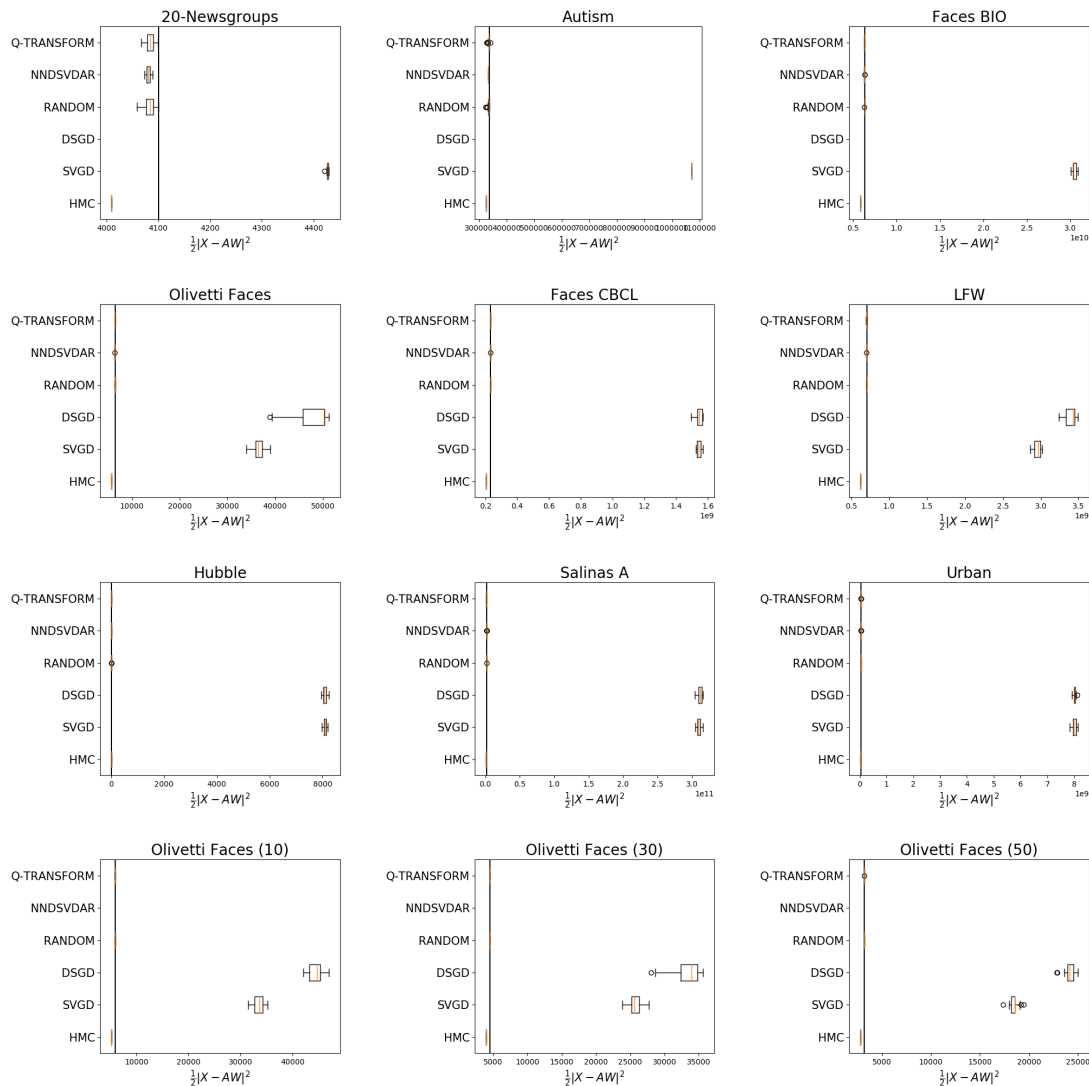 20-Newsgroups
Q-TRANSFORM
NNDSVDAR
RANDOM
DSGD
SVGD
HMC
4000 4100 4200 4300 4400
½|X − AW|²
Autism
Q-TRANSFORM
NNDSVDAR
RANDOM
DSGD
SVGD
HMC
300000 400000 500000 600000 700000 800000 900000 1000000 1100000
½|X − AW|²
Faces BIO
Q-TRANSFORM
NNDSVDAR
RANDOM
DSGD
SVGD
HMC
0.5 1.0 1.5 2.0 2.5 3.0
1e10
½|X − AW|²
Olivetti Faces
Q-TRANSFORM
NNDSVDAR
RANDOM
DSGD
SVGD
HMC
10000 20000 30000 40000 50000
½|X − AW|²
Faces CBCL
Q-TRANSFORM
NNDSVDAR
RANDOM
DSGD
SVGD
HMC
0.2 0.4 0.6 0.8 1.0 1.2 1.4 1.6
1e9
½|X − AW|²
LFW
Q-TRANSFORM
NNDSVDAR
RANDOM
DSGD
SVGD
HMC
0.5 1.0 1.5 2.0 2.5 3.0 3.5
1e9
½|X − AW|²
Hubble
Q-TRANSFORM
NNDSVDAR
RANDOM
DSGD
SVGD
HMC
0 2000 4000 6000 8000
½|X − AW|²
Salinas A
Q-TRANSFORM
NNDSVDAR
RANDOM
DSGD
SVGD
HMC
0.0 0.5 1.0 1.5 2.0 2.5 3.0
1e11
½|X − AW|²
Urban
Q-TRANSFORM
NNDSVDAR
RANDOM
DSGD
SVGD
HMC
0 1 2 3 4 5 6 7 8
1e9
½|X − AW|²
Olivetti Faces (10)
Q-TRANSFORM
NNDSVDAR
RANDOM
DSGD
SVGD
HMC
10000 20000 30000 40000
½|X − AW|²
Olivetti Faces (30)
Q-TRANSFORM
NNDSVDAR
RANDOM
DSGD
SVGD
HMC
5000 10000 15000 20000 25000 30000 35000
½|X − AW|²
Olivetti Faces (50)
Q-TRANSFORM
NNDSVDAR
RANDOM
DSGD
SVGD
HMC
5000 10000 15000 20000 25000
½|X − AW|²